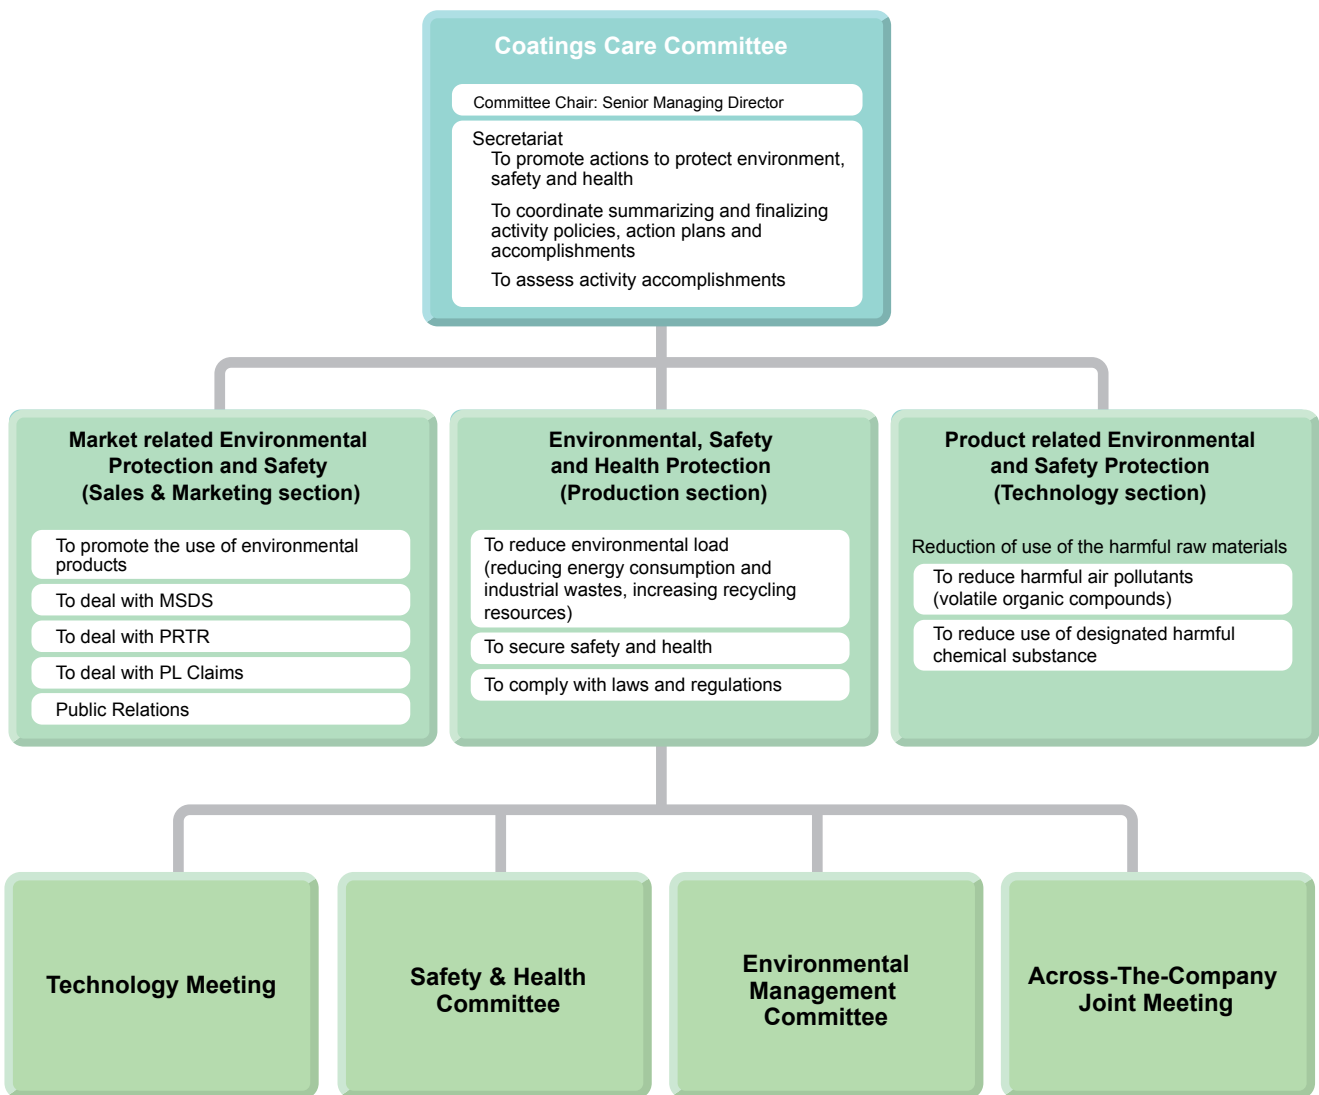 Coatings Care Committee
Committee Chair: Senior Managing Director
Secretariat
To promote actions to protect environment,
safety and health
To coordinate summarizing and finalizing
activity policies, action plans and
accomplishments
To assess activity accomplishments
Market related Environmental
Protection and Safety
(Sales & Marketing section)
To promote the use of environmental
products
To deal with MSDS
To deal with PRTR
To deal with PL Claims
Public Relations
Environmental, Safety
and Health Protection
(Production section)
To reduce environmental load
(reducing energy consumption and
industrial wastes, increasing recycling
resources)
To secure safety and health
To comply with laws and regulations
Product related Environmental
and Safety Protection
(Technology section)
Reduction of use of the harmful raw materials
To reduce harmful air pollutants
(volatile organic compounds)
To reduce use of designated harmful
chemical substance
Technology Meeting
Safety & Health
Committee
Environmental
Management
Committee
Across-The-Company
Joint Meeting